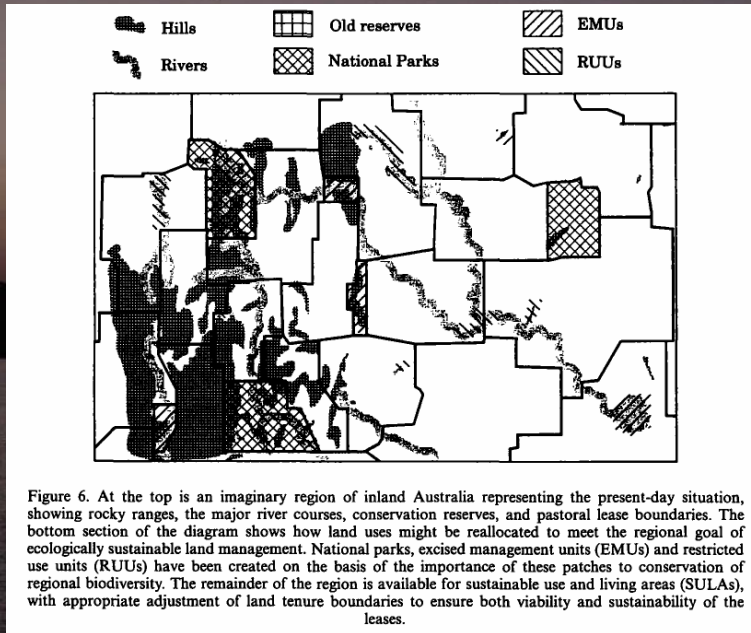 Hills
Old reserves
EMUs
Rivers
National Parks
RUUs
Figure 6. At the top is an imaginary region of inland Australia representing the present-day situation,
showing rocky ranges, the major river courses, conservation reserves, and pastoral lease boundaries. The
bottom section of the diagram shows how land uses might be reallocated to meet the regional goal of
ecologically sustainable land management. National parks, excised management units (EMUs) and restricted
use units (RUUs) have been created on the basis of the importance of these patches to conservation of
regional biodiversity. The remainder of the region is available for sustainable use and living areas (SULAs),
with appropriate adjustment of land tenure boundaries to ensure both viability and sustainability of the
leases.